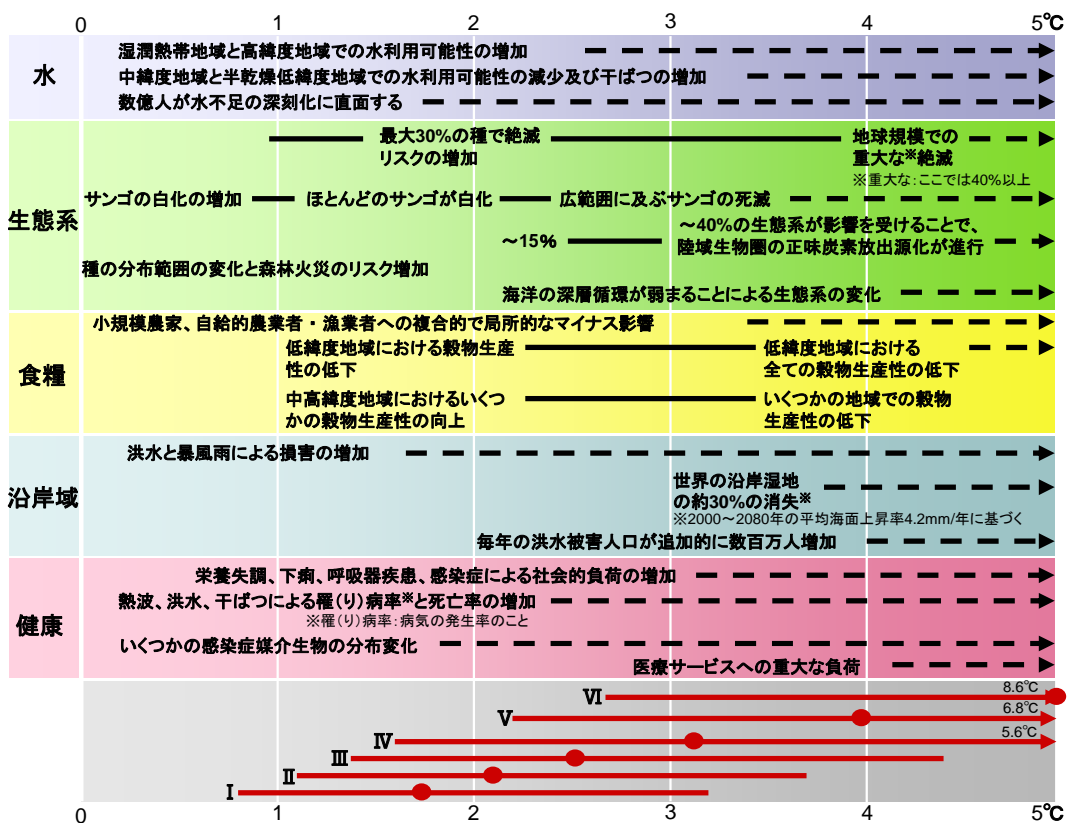 0 1 2 3 4 5℃
水
湿潤熱帯地域と高緯度地域での水利用可能性の増加
中緯度地域と半乾燥低緯度地域での水利用可能性の減少及び干ばつの増加
数億人が水不足の深刻化に直面する
生態系
最大30%の種で絶滅
リスクの増加
地球規模での
重大な※絶滅
※重大な：ここでは40%以上
サンゴの白化の増加
ほとんどのサンゴが白化
広範囲に及ぶサンゴの死滅
～15%
～40%の生態系が影響を受けることで、
陸域生物圏の正味炭素放出源化が進行
種の分布範囲の変化と森林火災のリスク増加
海洋の深層循環が弱まることによる生態系の変化
食糧
小規模農家、自給的農業者・漁業者への複合的で局所的なマイナス影響
低緯度地域における穀物生産
性の低下
低緯度地域における
全ての穀物生産性の低下
中高緯度地域におけるいくつ
かの穀物生産性の向上
いくつかの地域での穀物
生産性の低下
沿岸域
洪水と暴風雨による損害の増加
世界の沿岸湿地
の約30%の消失※
※2000～2080年の平均海面上昇率4.2mm/年に基づく
毎年の洪水被害人口が追加的に数百万人増加
健康
栄養失調、下痢、呼吸器疾患、感染症による社会的負荷の増加
熱波、洪水、干ばつによる罹（り）病率※と死亡率の増加
※罹（り）病率：病気の発生率のこと
いくつかの感染症媒介生物の分布変化
医療サービスへの重大な負荷
Ⅵ 8.6℃
Ⅴ 6.8℃
Ⅳ 5.6℃
Ⅲ
Ⅱ
Ⅰ
0 1 2 3 4 5℃